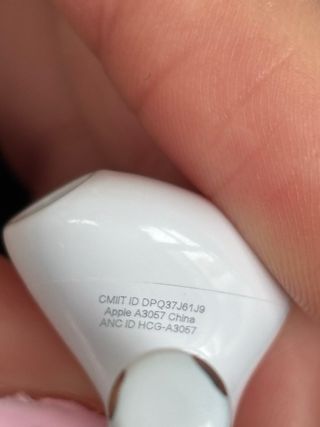 CMIIT ID DPQ37J61J9
Apple A3057 China
ANC ID HCG-A3057